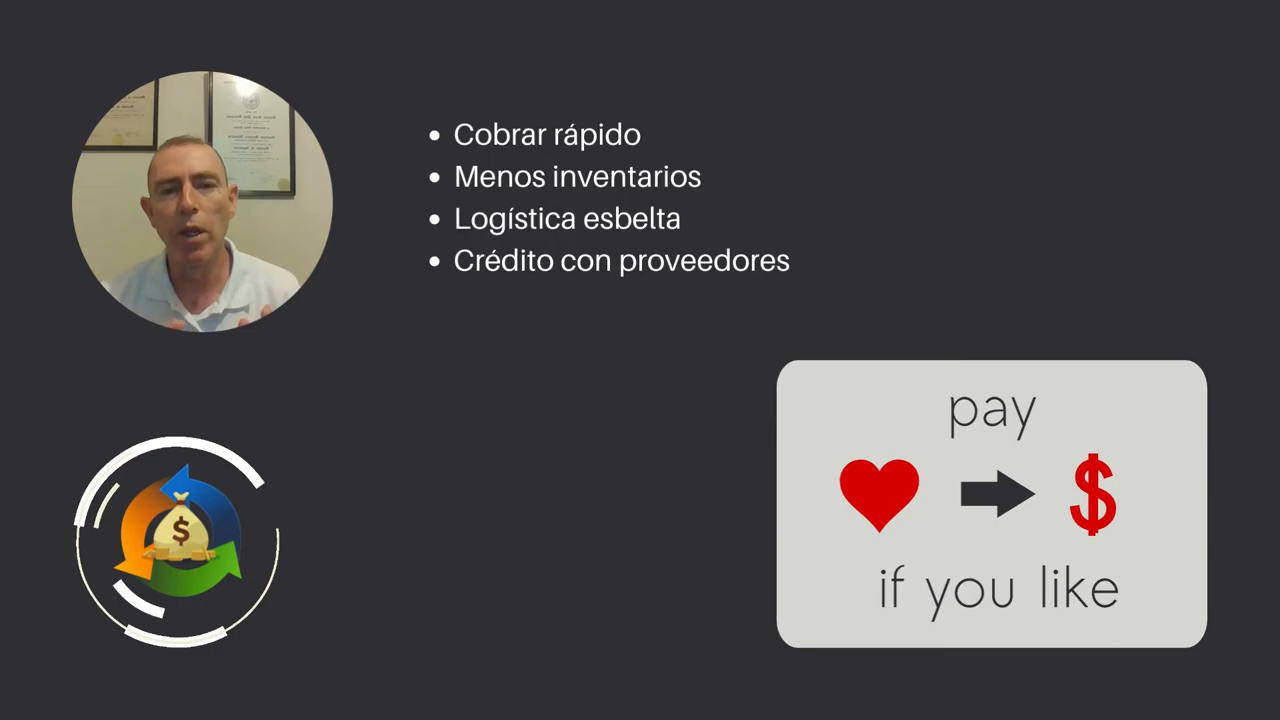 Cobrar rápido
Menos inventarios
Logística esbelta
Crédito con proveedores
pay
$
if you like
$